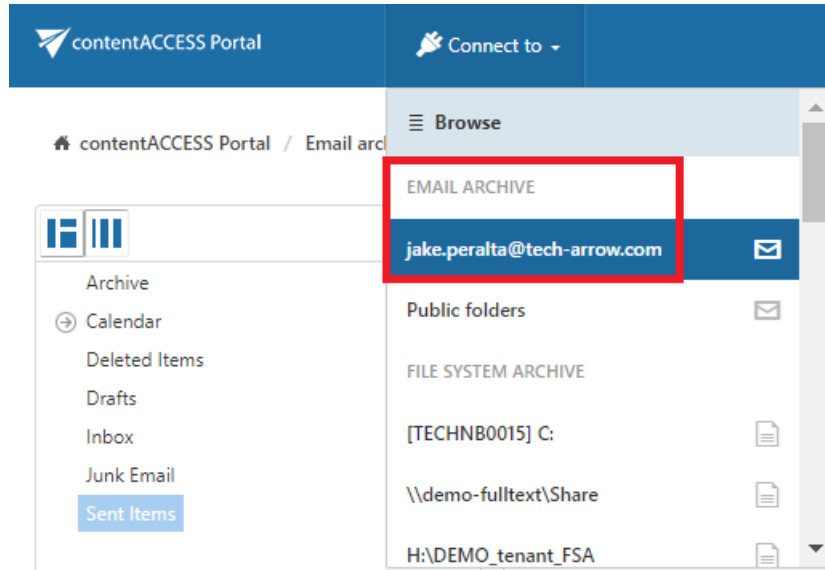 contentACCESS Portal
Connect to
contentACCESS Portal / Email arc
Browse
EMAIL ARCHIVE
jake.peralta@tech-arrow.com
Public folders
FILE SYSTEM ARCHIVE
[TECHNB0015] C:
\\demo-fulltext\Share
H:\DEMO_tenant_FSA
Archive
Calendar
Deleted Items
Drafts
Inbox
Junk Email
Sent Items